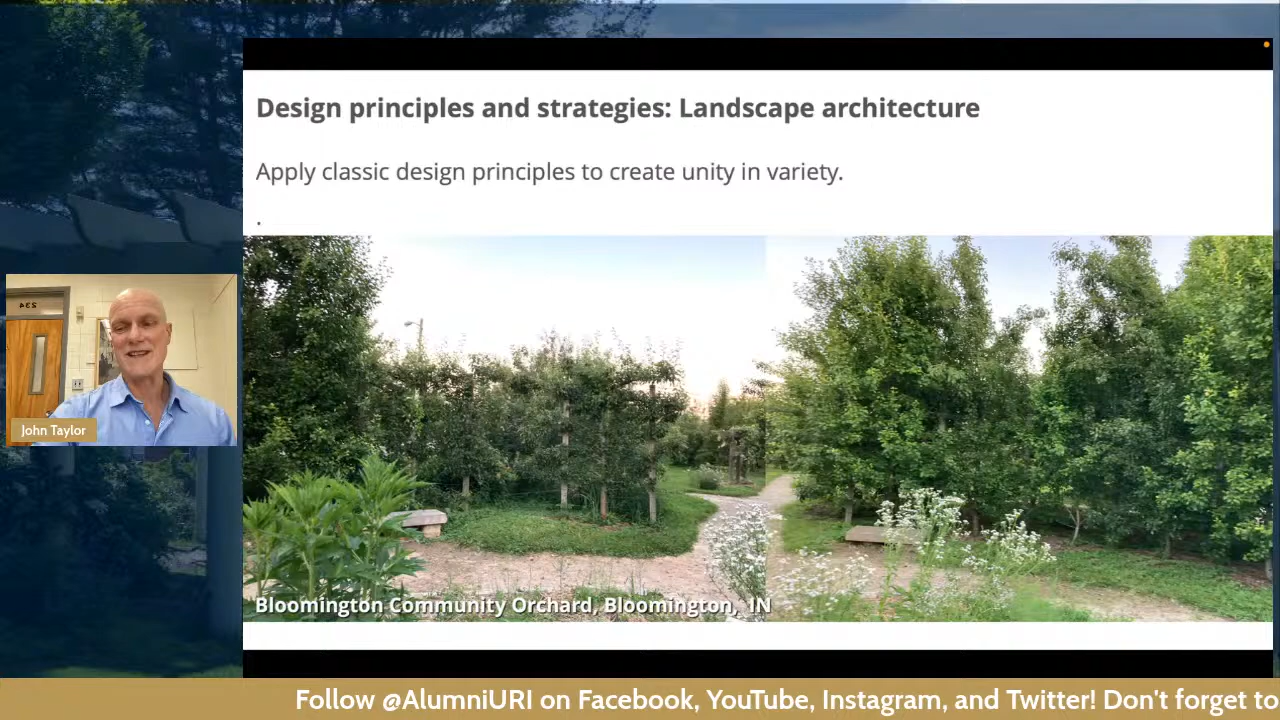 Design principles and strategies: Landscape architecture
Apply classic design principles to create unity in variety.
.
234
John Taylor
Bloomington Community Orchard, Bloomington, IN
Follow @AlumniURI on Facebook, YouTube, Instagram, and Twitter! Don't forget to